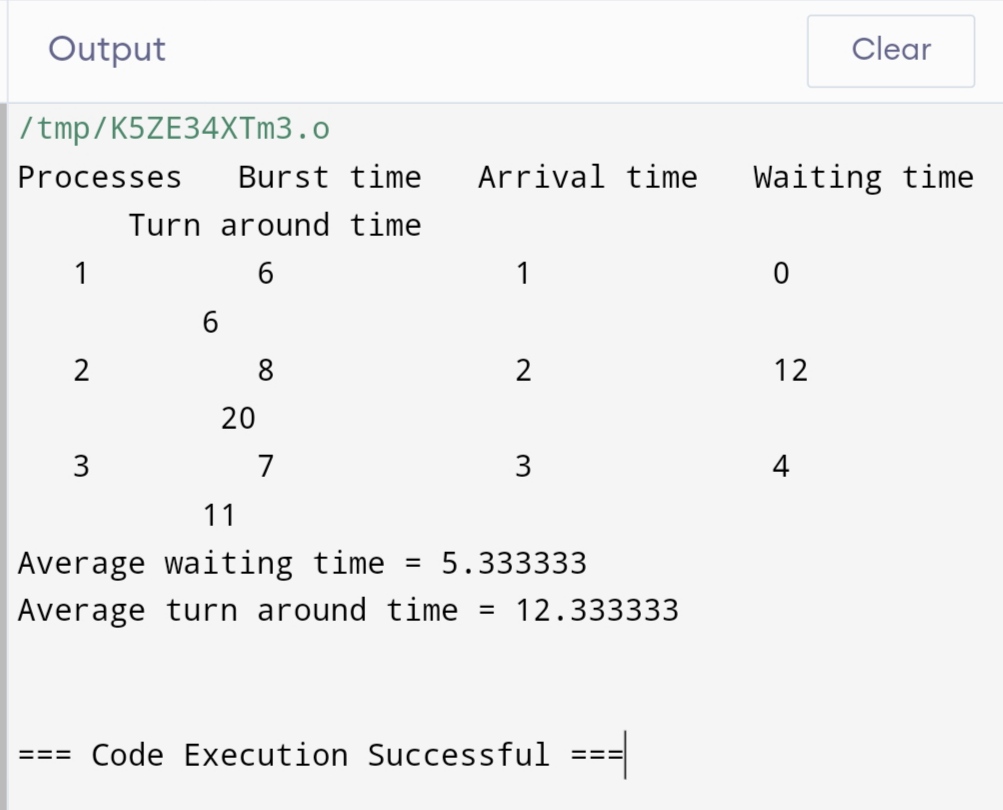 Output
Clear
/tmp/K5ZE34XTm3.o
Processes   Burst time   Arrival time   Waiting time
      Turn around time
   1         6             1             0
          6
   2         8             2             12
           20
   3         7             3             4
          11
Average waiting time = 5.333333
Average turn around time = 12.333333
=== Code Execution Successful ===